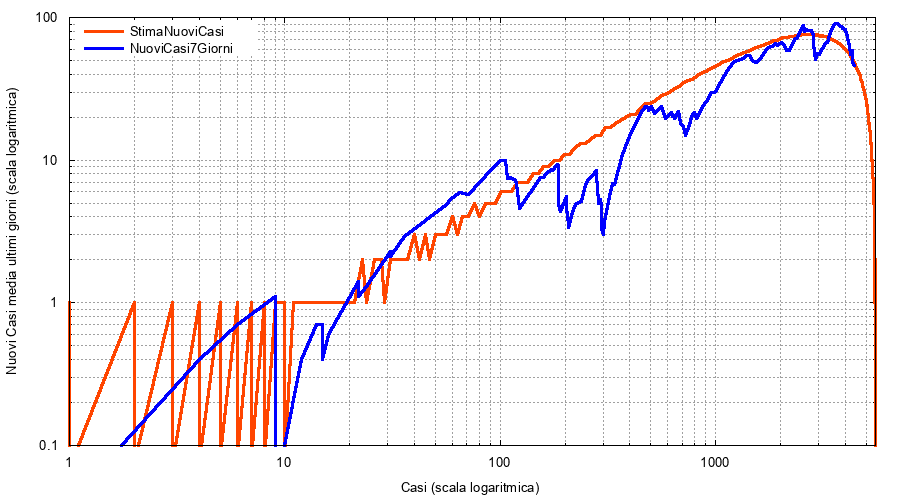 StimaNuoviCasi
NuoviCasi7Giorni
Nuovi Casi media ultimi giorni (scala logaritmica)
100
10
1
0.1
1 10 100 1000
Casi (scala logaritmica)